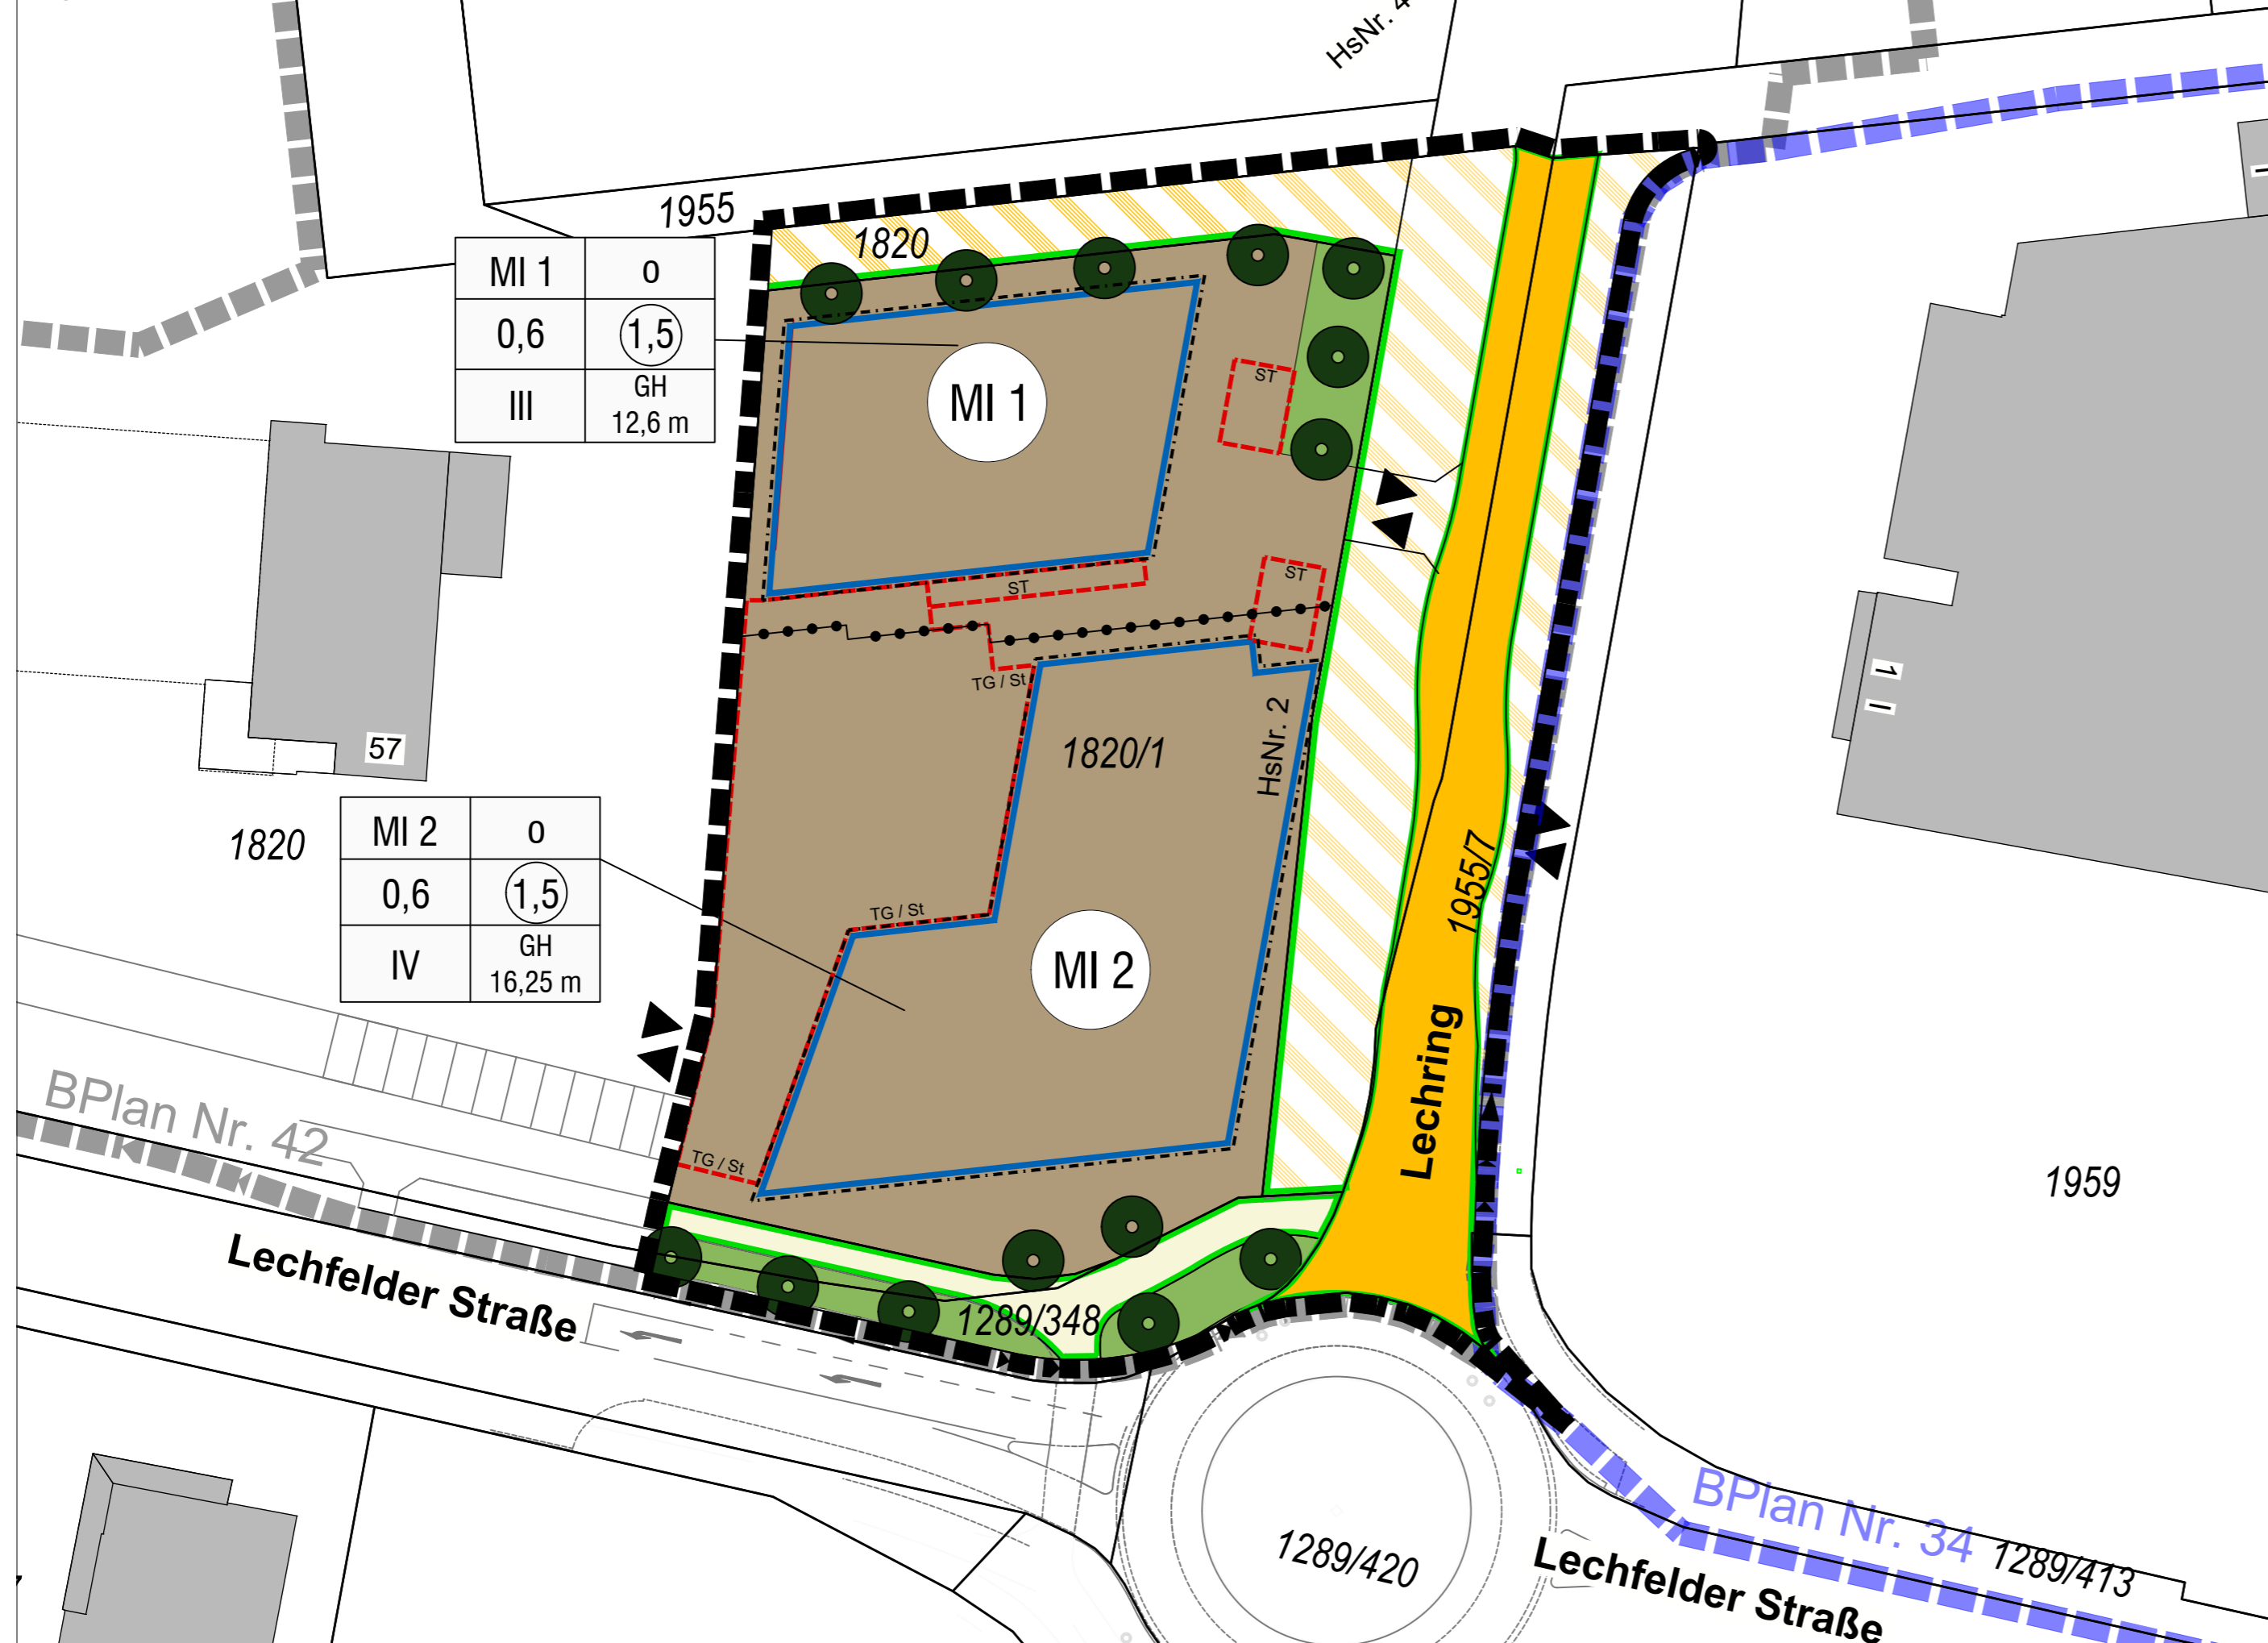 HsNr. 4
1955
1820
MI 1 o
0,6 1,5
III GH
12,6 m
MI 1
ST
ST
ST
TG / St
57
1820/1
HsNr. 2
1
I
I
1820
MI 2 o
0,6 1,5
IV GH
16,25 m
TG / St
MI 2
1955/7
Lechring
BPlan Nr. 42
TG / St
1959
Lechfelder Straße
1289/348
BPlan Nr. 34
1289/420
1289/413
Lechfelder Straße